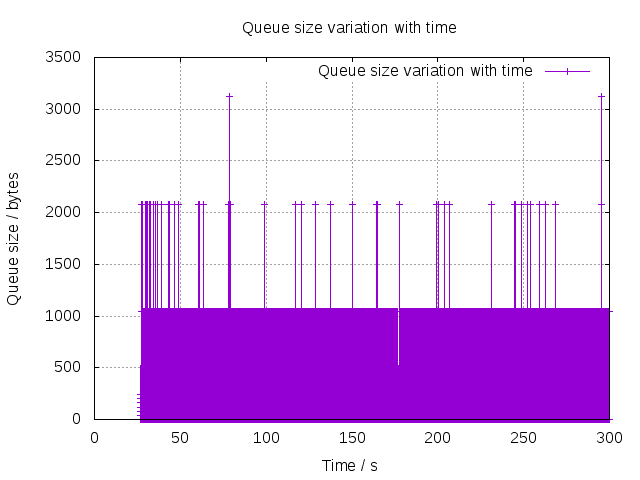 Queue size variation with time
Queue size variation with time
3500
3000
2500
2000
1500
1000
500
0
Queue size / bytes
0 50 100 150 200 250 300
Time / s